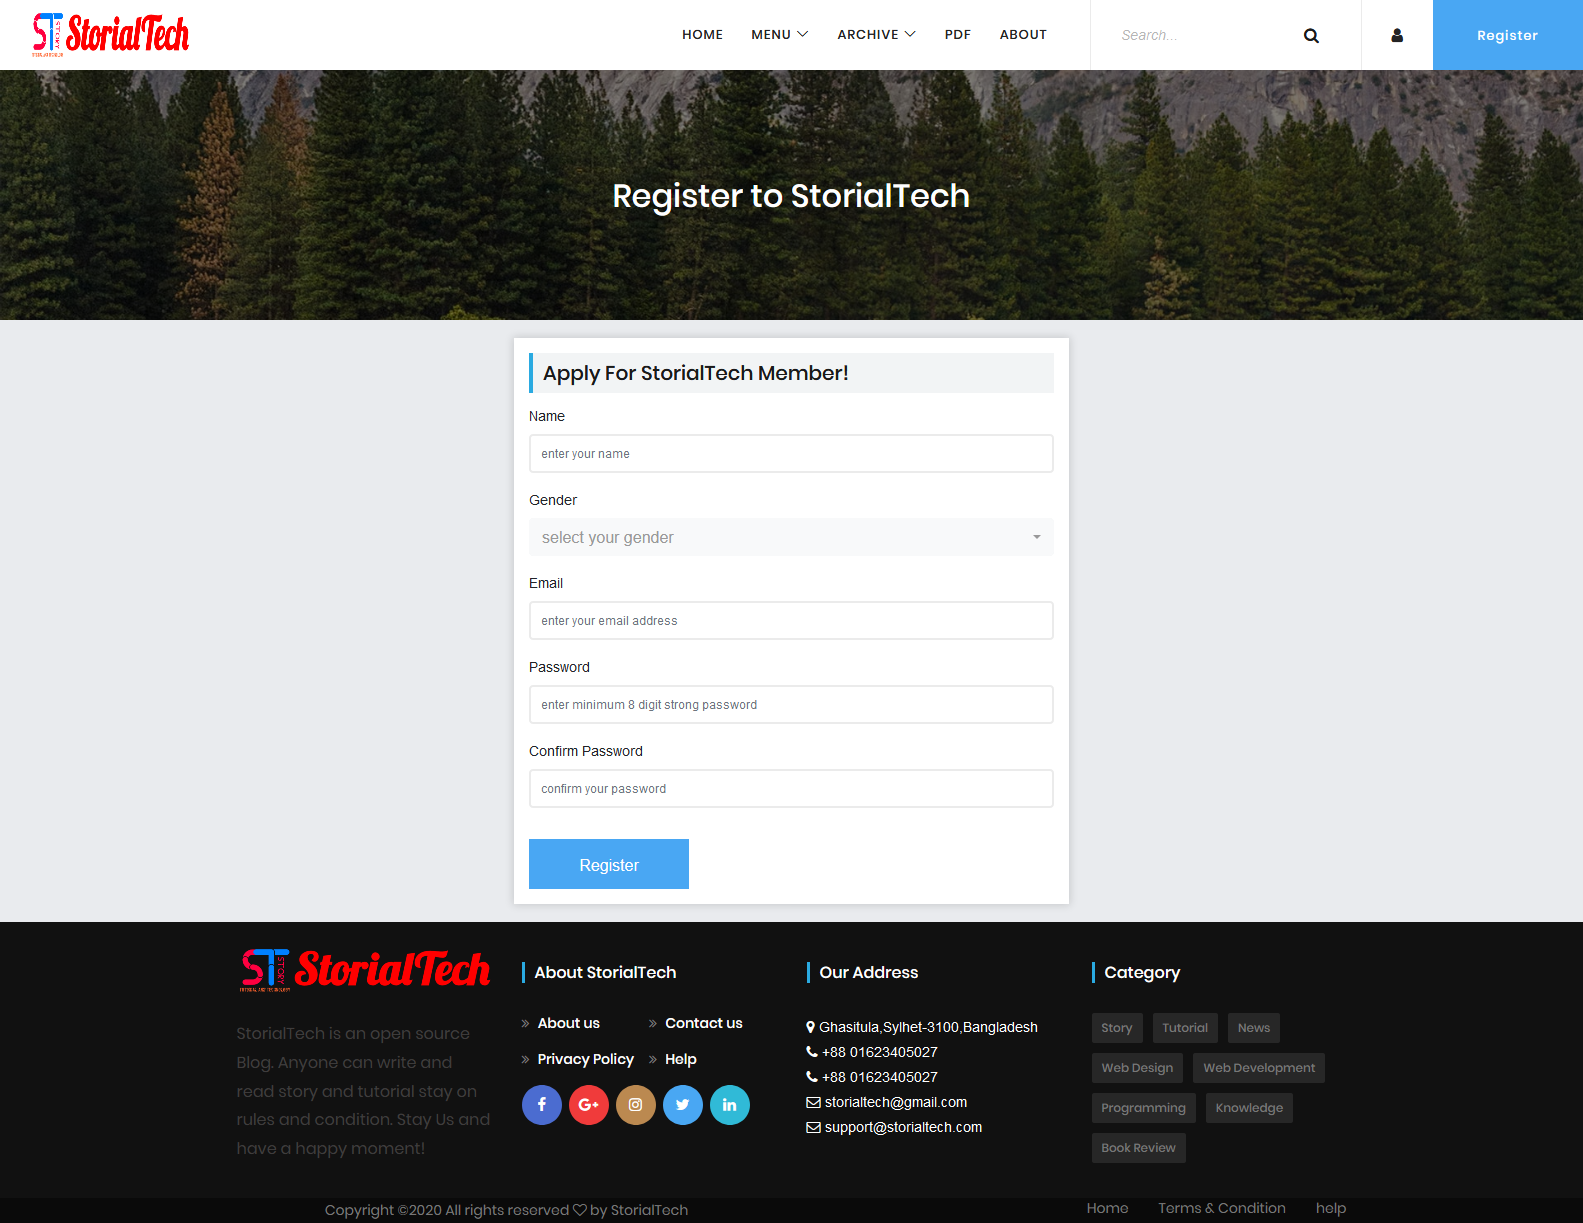 ST STORY StorialTech
HOME
MENU
ARCHIVE
PDF
ABOUT
Search...
Register
Register to StorialTech
Apply For StorialTech Member!
Name
enter your name
Gender
select your gender
Email
enter your email address
Password
enter minimum 8 digit strong password
Confirm Password
confirm your password
Register
ST STORY StorialTech
TUTORIAL AND TECHNOLOGY
StorialTech is an open source
Blog. Anyone can write and
read story and tutorial stay on
rules and condition. Stay Us and
have a happy moment!
About StorialTech
» About us
» Contact us
» Privacy Policy
» Help
f G+ in
Our Address
Ghasitula,Sylhet-3100,Bangladesh
+88 01623405027
+88 01623405027
storialtech@gmail.com
support@storialtech.com
Category
Story Tutorial News
Web Design Web Development
Programming Knowledge
Book Review
Copyright ©2020 All rights reserved ♡ by StorialTech
Home Terms & Condition help